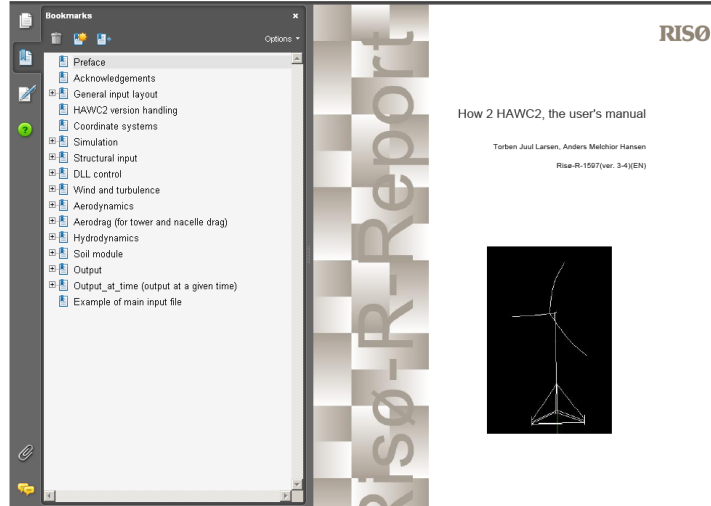 Bookmarks
Options
Preface
Acknowledgements
General input layout
HAWC2 version handling
Coordinate systems
Simulation
Structural input
DLL control
Wind and turbulence
Aerodynamics
Aerodrag (for tower and nacelle drag)
Hydrodynamics
Soil module
Output
Output_at_time (output at a given time)
Example of main input file
Risø-R-Report
RISØ
How 2 HAWC2, the user's manual
Torben Juul Larsen, Anders Melchior Hansen
Risø-R-1597(ver. 3-4)(EN)